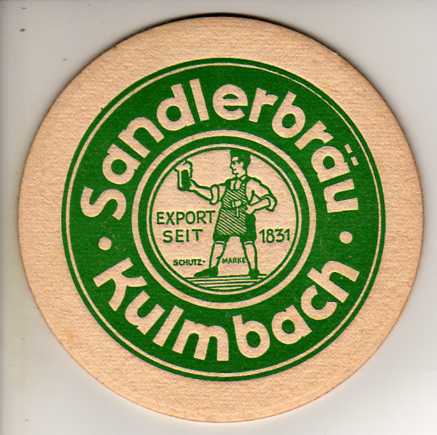 Sandlerbräu
EXPORT
SEIT 1831
SCHUTZ- MARKE
Kulmbach